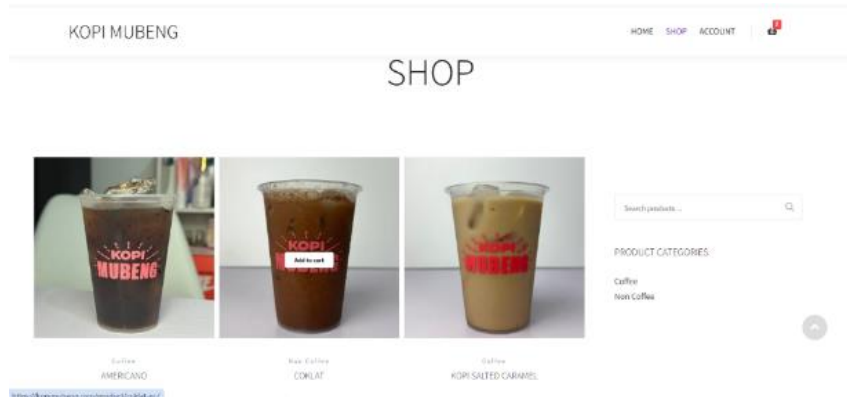 KOPI MUBENG
HOME SHOP ACCOUNT
SHOP
KOPI
MUBENG
KOPI
MUBENG
Add to cart
KOPI
MUBENG
Search products ...
PRODUCT CATEGORIES
Coffee
Non Coffee
Coffee
AMERICANO
Non Coffee
COKLAT
Coffee
KOPI SALTED CARAMEL